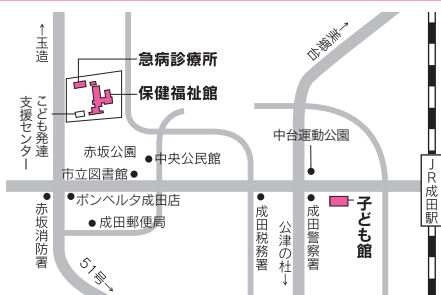 ←玉造
急病診療所
保健福祉館
こども発達
支援センター
←美郷台
赤坂公園
中央公民館
市立図書館
中台運動公園
ボンベルタ成田店
成田郵便局
赤坂消防署
51号→
成田税務署
公津の杜→
成田警察署
子ども館
JR成田駅